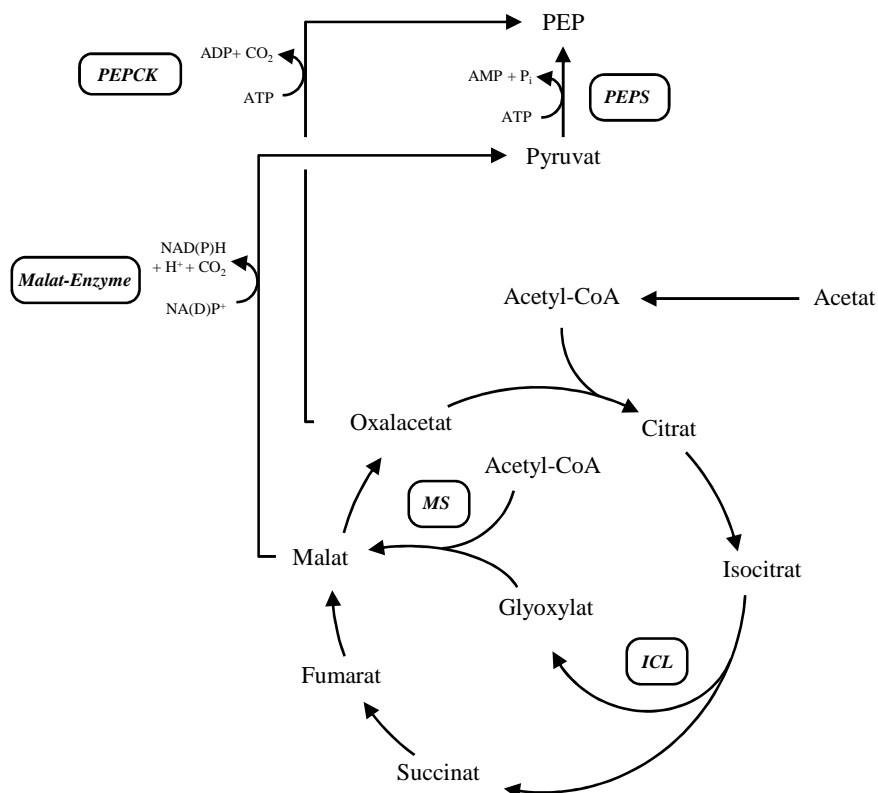 PEP
ADP+ CO₂
PEPCK
ATP
AMP + Pᵢ
PEPS
ATP
Pyruvat
NAD(P)H
+ H⁺ + CO₂
Malat-Enzyme
NA(D)P⁺
Acetyl-CoA
Acetat
Oxalacetat
Citrat
Acetyl-CoA
MS
Malat
Isocitrat
Glyoxylat
ICL
Fumarat
Succinat